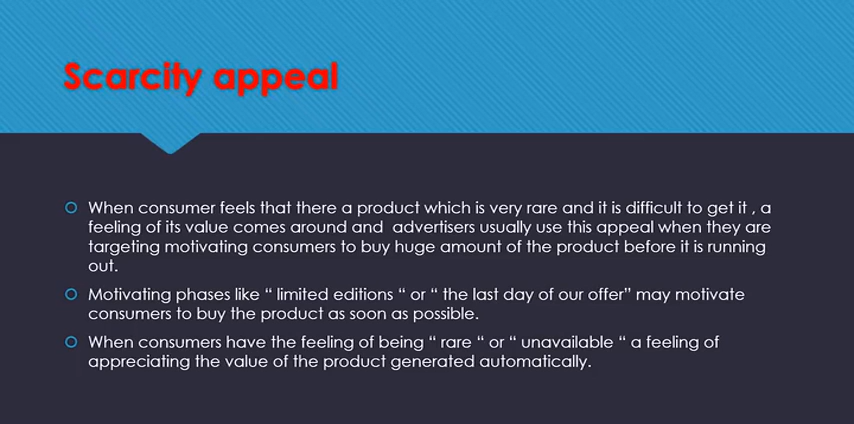 Scarcity appeal
When consumer feels that there a product which is very rare and it is difficult to get it , a
feeling of its value comes around and advertisers usually use this appeal when they are
targeting motivating consumers to buy huge amount of the product before it is running
out.
Motivating phases like “ limited editions “ or “ the last day of our offer” may motivate
consumers to buy the product as soon as possible.
When consumers have the feeling of being “ rare “ or “ unavailable “ a feeling of
appreciating the value of the product generated automatically.